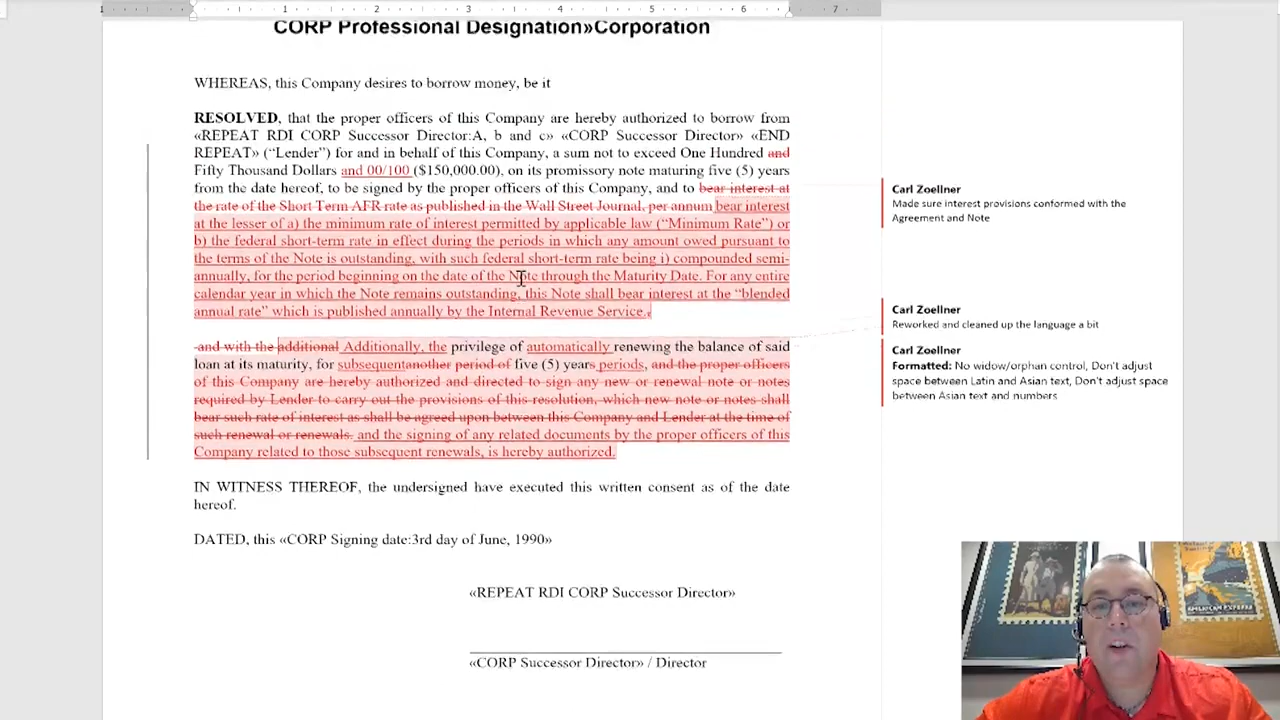 1 1 2 3 4 5 6 7
CORP Professional Designation»Corporation
WHEREAS, this Company desires to borrow money, be it
RESOLVED, that the proper officers of this Company are hereby authorized to borrow from
«REPEAT RDI CORP Successor Director:A, b and c» «CORP Successor Director» «END
REPEAT» (“Lender”) for and in behalf of this Company, a sum not to exceed One Hundred and
Fifty Thousand Dollars and 00/100 ($150,000.00), on its promissory note maturing five (5) years
from the date hereof, to be signed by the proper officers of this Company, and to bear interest at
the rate of the Short Term AFR rate as published in the Wall Street Journal, per annum bear interest
at the lesser of a) the minimum rate of interest permitted by applicable law (“Minimum Rate”) or
b) the federal short-term rate in effect during the periods in which any amount owed pursuant to
the terms of the Note is outstanding, with such federal short-term rate being i) compounded semi-
annually, for the period beginning on the date of the Note through the Maturity Date. For any entire
calendar year in which the Note remains outstanding, this Note shall bear interest at the “blended
annual rate” which is published annually by the Internal Revenue Service.,
and with the additional Additionally, the privilege of automatically renewing the balance of said
loan at its maturity, for subsequentanother period of five (5) years periods, and the proper officers
of this Company are hereby authorized and directed to sign any new or renewal note or notes
required by Lender to carry out the provisions of this resolution, which new note or notes shall
bear such rate of interest as shall be agreed upon between this Company and Lender at the time of
such renewal or renewals. and the signing of any related documents by the proper officers of this
Company related to those subsequent renewals, is hereby authorized.
IN WITNESS THEREOF, the undersigned have executed this written consent as of the date
hereof.
DATED, this «CORP Signing date:3rd day of June, 1990»
«REPEAT RDI CORP Successor Director»
«CORP Successor Director» / Director
Carl Zoellner
Made sure interest provisions conformed with the
Agreement and Note
Carl Zoellner
Reworked and cleaned up the language a bit
Carl Zoellner
Formatted: No widow/orphan control, Don't adjust
space between Latin and Asian text, Don't adjust space
between Asian text and numbers
AMERICAN EXPRESS